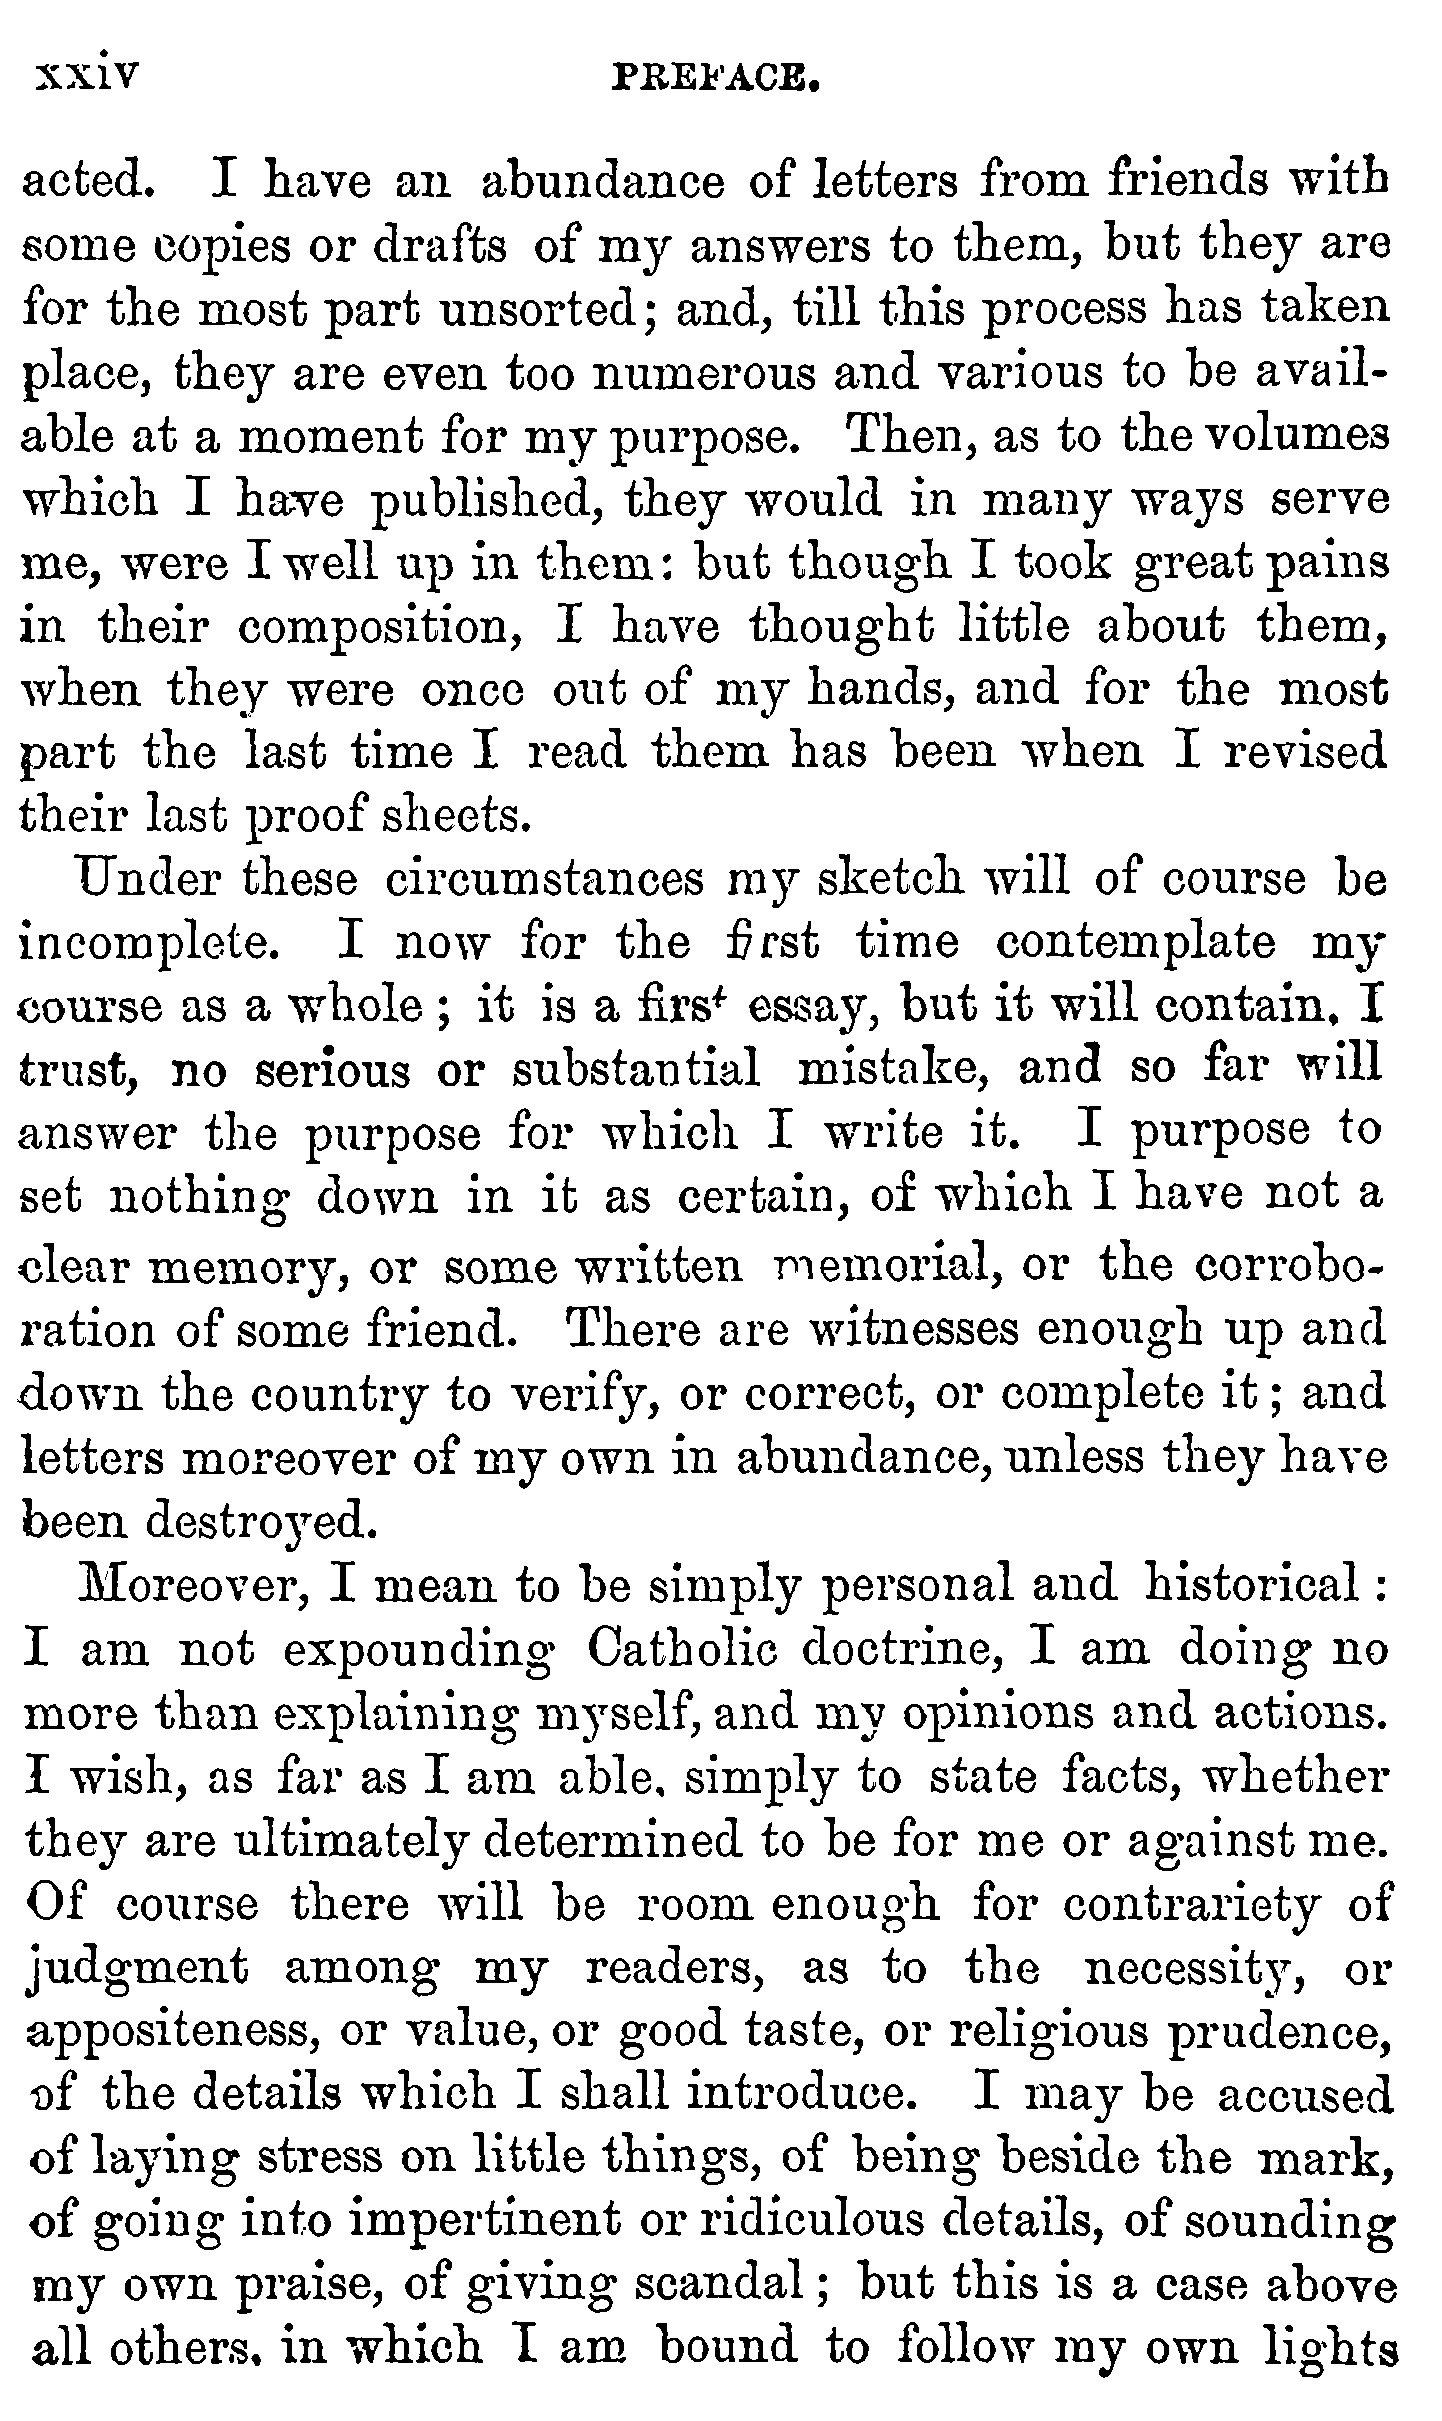 xxiv PREFACE.
acted. I have an abundance of letters from friends with
some copies or drafts of my answers to them, but they are
for the most part unsorted; and, till this process has taken
place, they are even too numerous and various to be avail-
able at a moment for my purpose. Then, as to the volumes
which I have published, they would in many ways serve
me, were I well up in them: but though I took great pains
in their composition, I have thought little about them,
when they were once out of my hands, and for the most
part the last time I read them has been when I revised
their last proof sheets.
Under these circumstances my sketch will of course be
incomplete. I now for the first time contemplate my
course as a whole; it is a first essay, but it will contain, I
trust, no serious or substantial mistake, and so far will
answer the purpose for which I write it. I purpose to
set nothing down in it as certain, of which I have not a
clear memory, or some written memorial, or the corrobo-
ration of some friend. There are witnesses enough up and
down the country to verify, or correct, or complete it; and
letters moreover of my own in abundance, unless they have
been destroyed.
Moreover, I mean to be simply personal and historical:
I am not expounding Catholic doctrine, I am doing no
more than explaining myself, and my opinions and actions.
I wish, as far as I am able, simply to state facts, whether
they are ultimately determined to be for me or against me.
Of course there will be room enough for contrariety of
judgment among my readers, as to the necessity, or
appositeness, or value, or good taste, or religious prudence,
of the details which I shall introduce. I may be accused
of laying stress on little things, of being beside the mark,
of going into impertinent or ridiculous details, of sounding
my own praise, of giving scandal; but this is a case above
all others, in which I am bound to follow my own lights